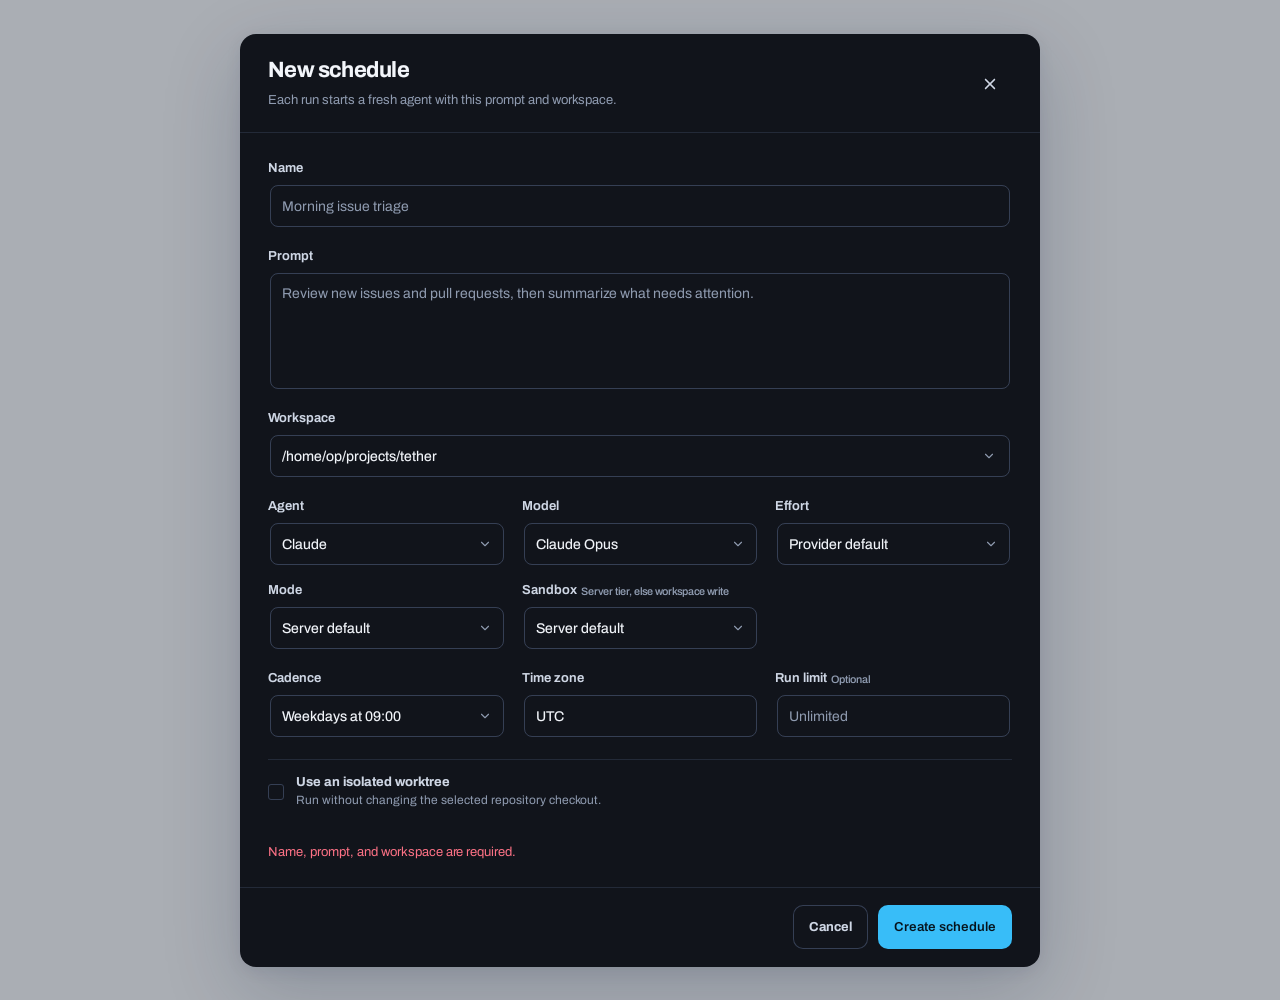 New schedule
Each run starts a fresh agent with this prompt and workspace.
Name
Morning issue triage
Prompt
Review new issues and pull requests, then summarize what needs attention.
Workspace
/home/op/projects/tether
Agent Model Effort
Claude Claude Opus Provider default
Mode Sandbox Server tier, else workspace write
Server default Server default
Cadence Time zone Run limit Optional
Weekdays at 09:00 UTC Unlimited
Use an isolated worktree
Run without changing the selected repository checkout.
Name, prompt, and workspace are required.
Cancel Create schedule